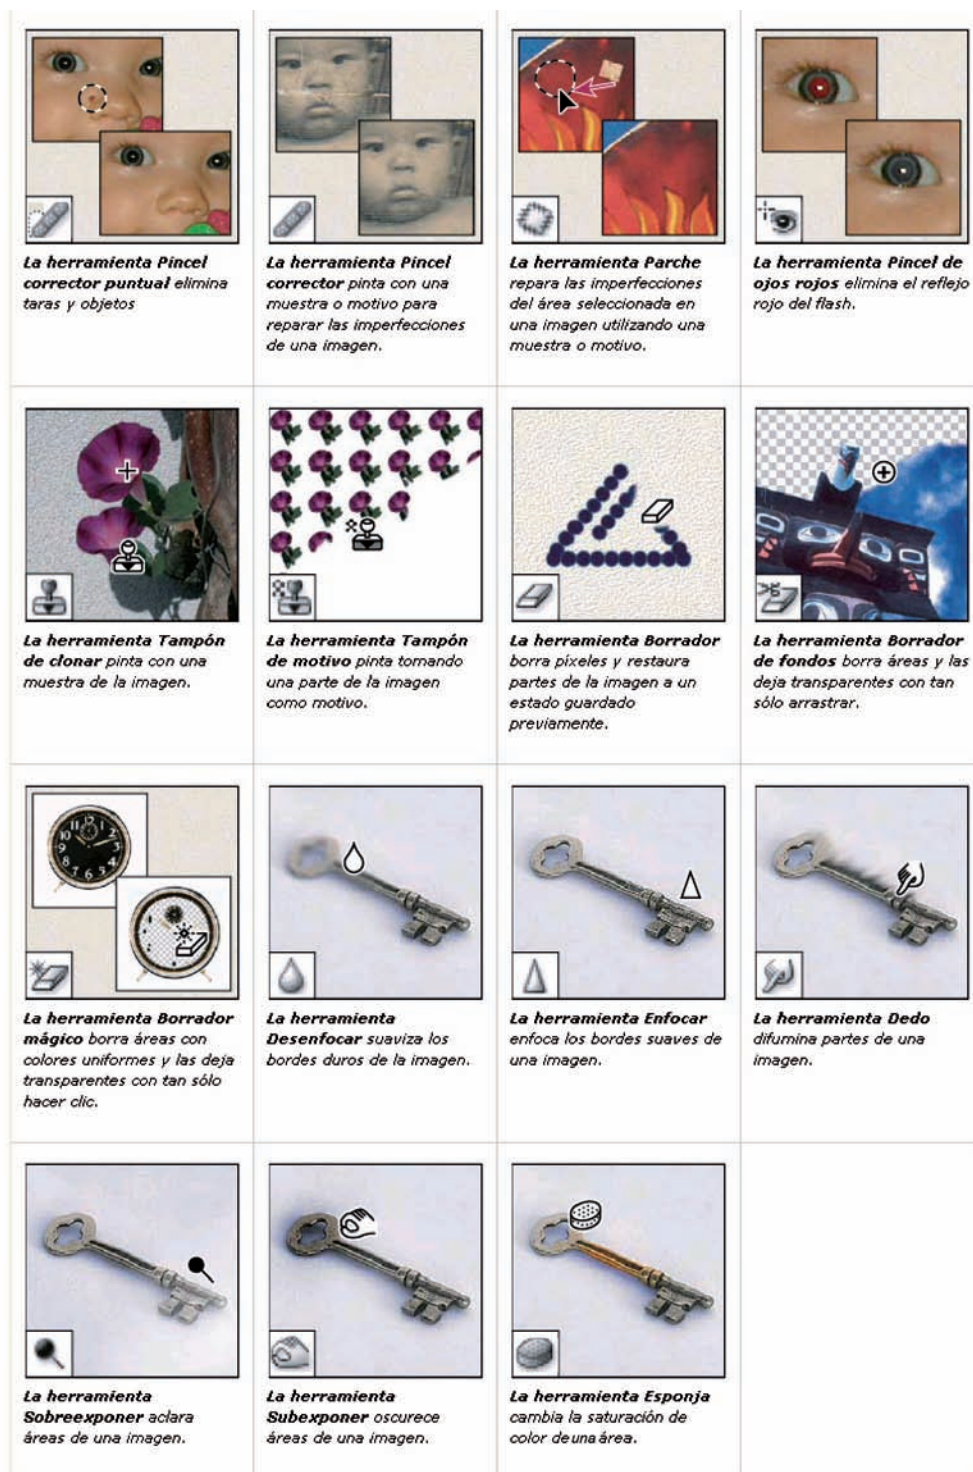 La herramienta Pincel
corrector puntual elimina
taras y objetos
La herramienta Pincel
corrector pinta con una
muestra o motivo para
reparar las imperfecciones
de una imagen.
La herramienta Parche
repara las imperfecciones
del área seleccionada en
una imagen utilizando una
muestra o motivo.
La herramienta Pincel de
ojos rojos elimina el reflejo
rojo del flash.
La herramienta Tampón
de clonar pinta con una
muestra de la imagen.
La herramienta Tampón
de motivo pinta tomando
una parte de la imagen
como motivo.
La herramienta Borrador
borra píxeles y restaura
partes de la imagen a un
estado guardado
previamente.
La herramienta Borrador
de fondos borra áreas y las
deja transparentes con tan
sólo arrastrar.
La herramienta Borrador
mágico borra áreas con
colores uniformes y las deja
transparentes con tan sólo
hacer clic.
La herramienta
Desenfocar suaviza los
bordes duros de la imagen.
La herramienta Enfocar
enfoca los bordes suaves de
una imagen.
La herramienta Dedo
difumina partes de una
imagen.
La herramienta
Sobreexponer aclara
áreas de una imagen.
La herramienta
Subexponer oscurece
áreas de una imagen.
La herramienta Esponja
cambia la saturación de
color de una área.